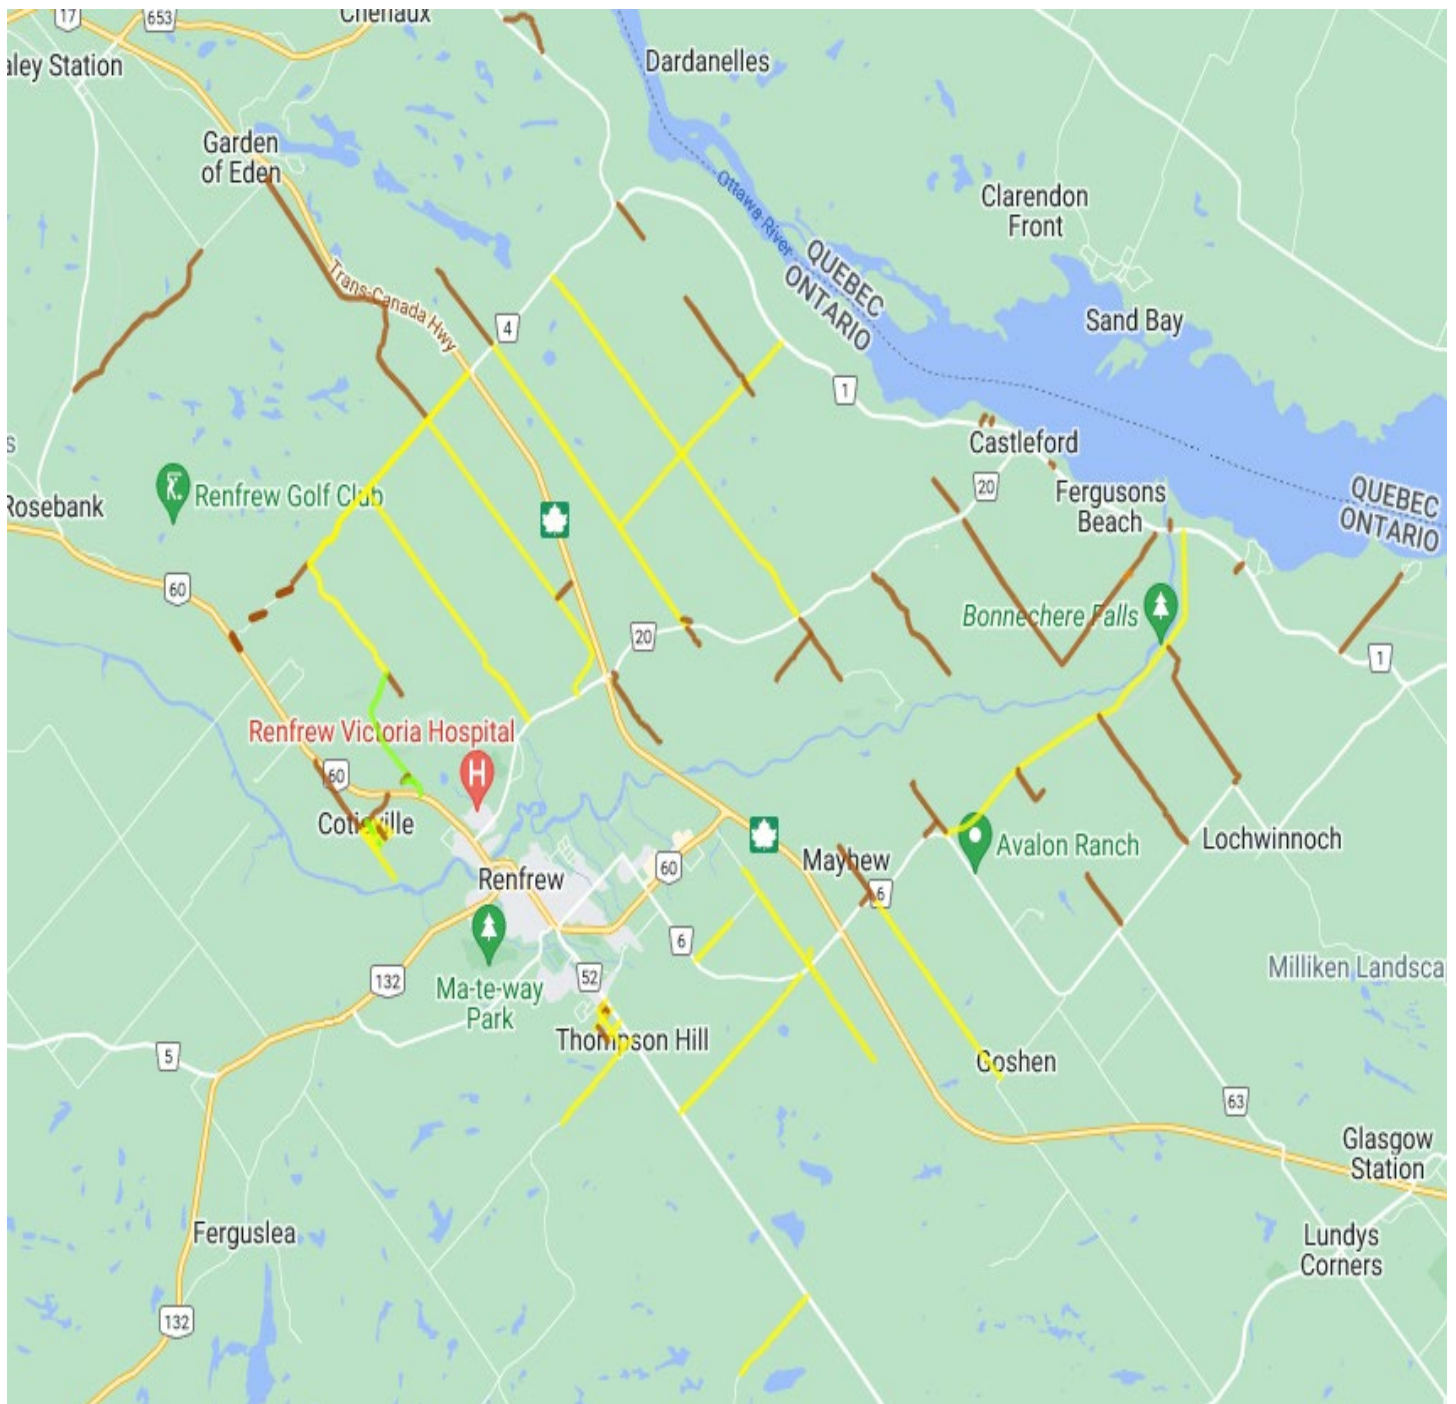 17
653
Chenaux
aley Station
Dardanelles
Garden
of Eden
Clarendon
Front
Ottawa River
QUEBEC
ONTARIO
Trans-Canada Hwy
4
Sand Bay
1
Castleford
20
Renfrew Golf Club
Fergusons
Beach
QUEBEC
ONTARIO
Rosebank
s
60
Bonnechere Falls
20
1
Renfrew Victoria Hospital
H
60
Cotieville
Lochwinnoch
Mayhew
Avalon Ranch
Renfrew
60
6
6
132
Ma-te-way
Park
52
Milliken Landsca
Thompson Hill
5
Goshen
63
Glasgow
Station
Ferguslea
Lundys
Corners
132